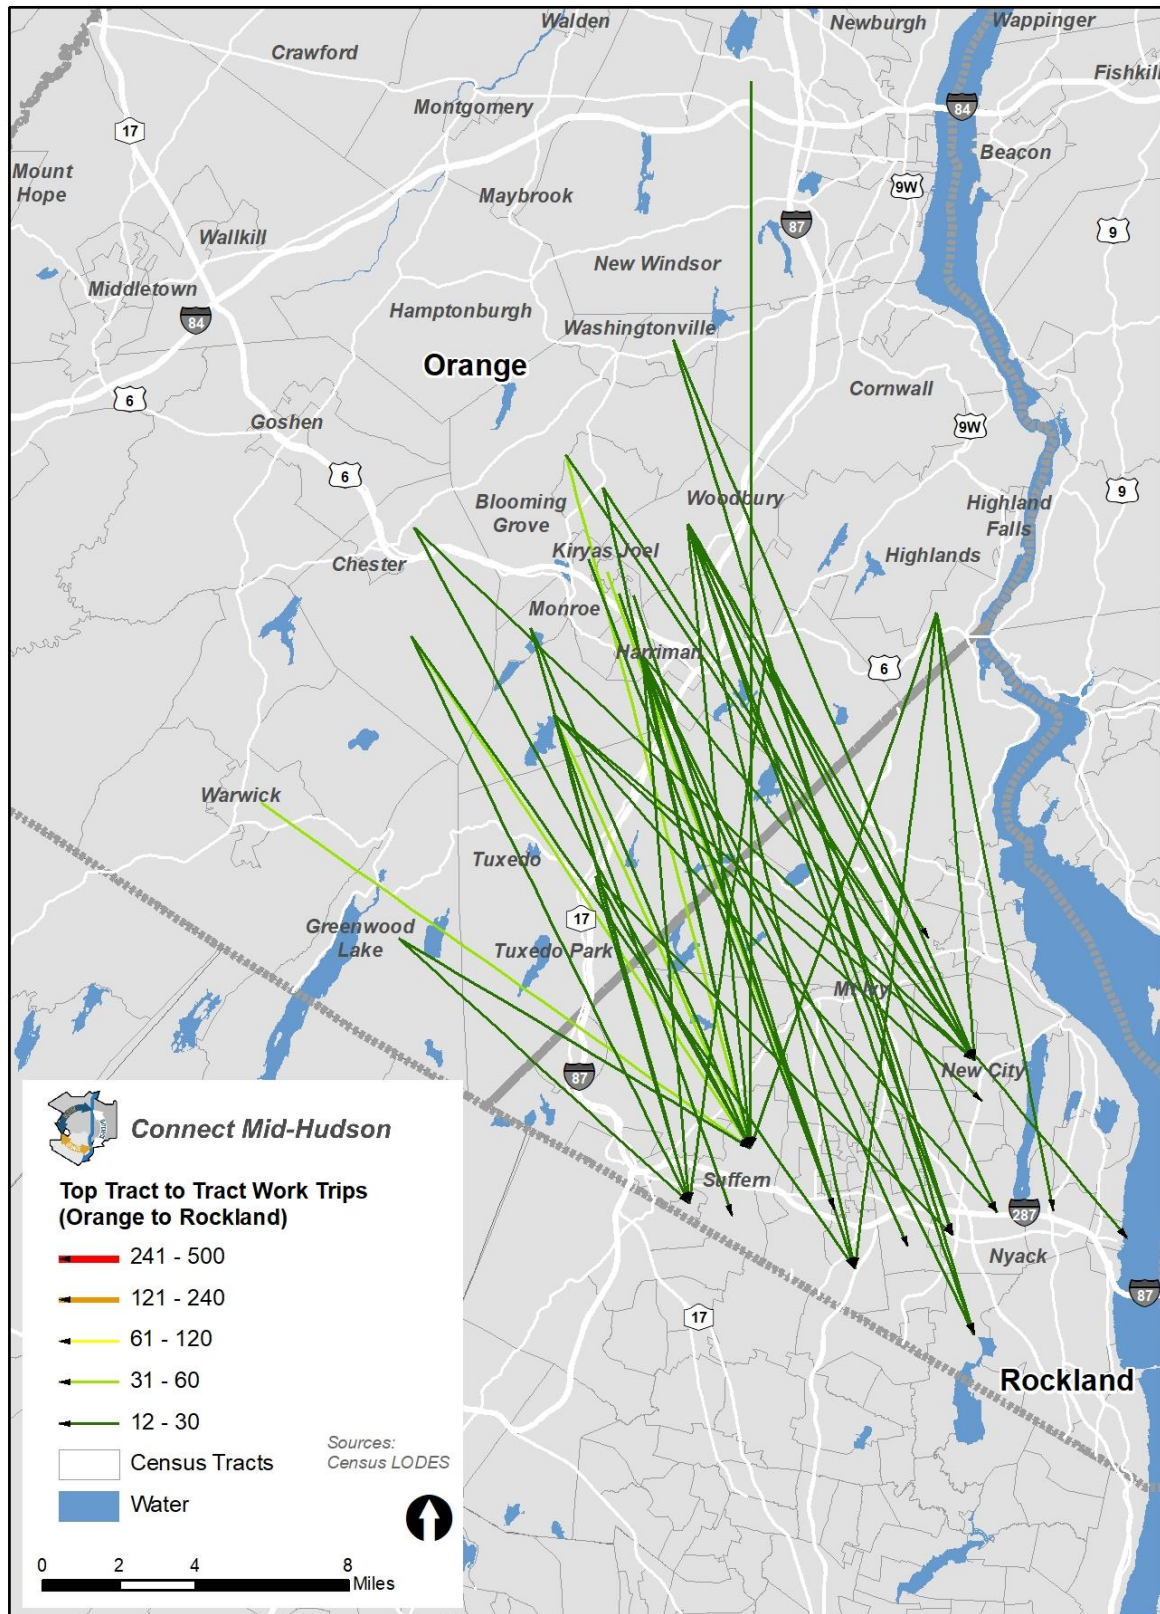 Walden
Newburgh
Wappinger
Crawford
Fishkill
Montgomery
84
17
Beacon
Mount
Hope
9W
Maybrook
87
9
Wallkill
New Windsor
Middletown
Hamptonburgh
84
Washingtonville
Orange
Cornwall
6
Goshen
9W
6
Blooming
Grove
Woodbury
Highland
Falls
9
Kiryas Joel
Highlands
Chester
Monroe
Harriman
6
Warwick
Tuxedo
17
Greenwood
Lake
Tuxedo Park
Mt Ivy
87
New City
Suffern
287
Nyack
87
17
Rockland
Connect Mid-Hudson
Top Tract to Tract Work Trips
(Orange to Rockland)
241 - 500
121 - 240
61 - 120
31 - 60
12 - 30
Census Tracts
Water
Sources:
Census LODES
0 2 4 8
Miles